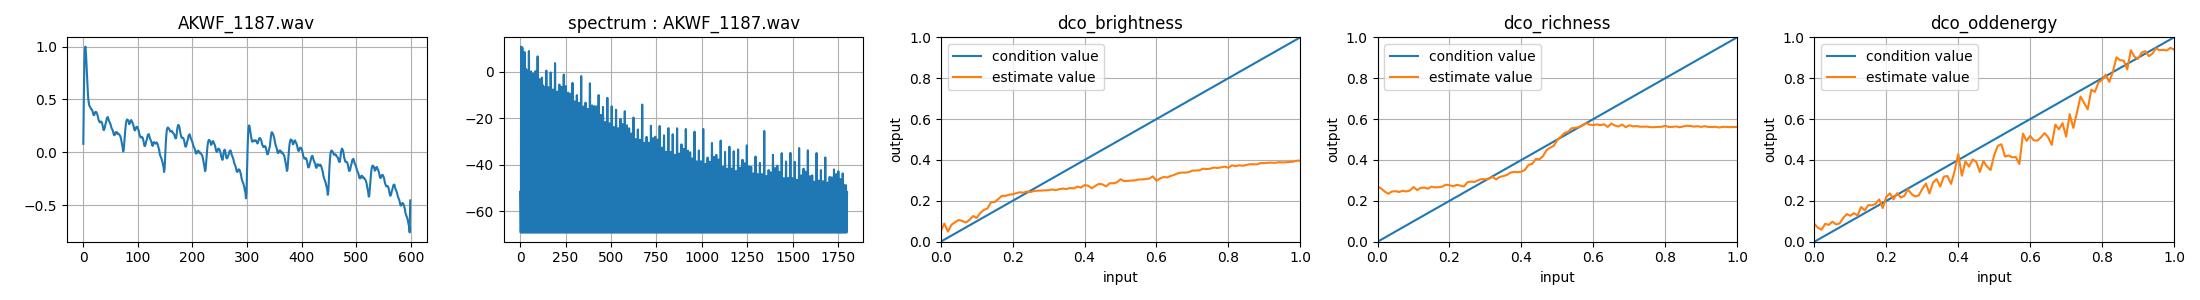 AKWF_1187.wav
1.0
0.5
0.0
−0.5
0 100 200 300 400 500 600
spectrum : AKWF_1187.wav
0
−20
−40
−60
0 250 500 750 1000 1250 1500 1750
dco_brightness
condition value
estimate value
output
1.0
0.8
0.6
0.4
0.2
0.0
0.0 0.2 0.4 0.6 0.8 1.0
input
dco_richness
condition value
estimate value
output
1.0
0.8
0.6
0.4
0.2
0.0
0.0 0.2 0.4 0.6 0.8 1.0
input
dco_oddenergy
condition value
estimate value
output
1.0
0.8
0.6
0.4
0.2
0.0
0.0 0.2 0.4 0.6 0.8 1.0
input